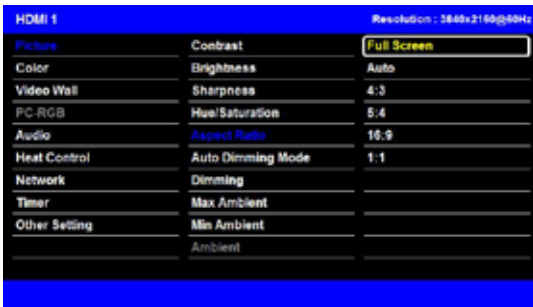 HDMI 1
Resolution : 3840x2160@60Hz
Picture
Color
Video Wall
PC-RGB
Audio
Heat Control
Network
Timer
Other Setting
Contrast
Brightness
Sharpness
Hue/Saturation
Aspect Ratio
Auto Dimming Mode
Dimming
Max Ambient
Min Ambient
Ambient
Full Screen
Auto
4:3
5:4
16:9
1:1